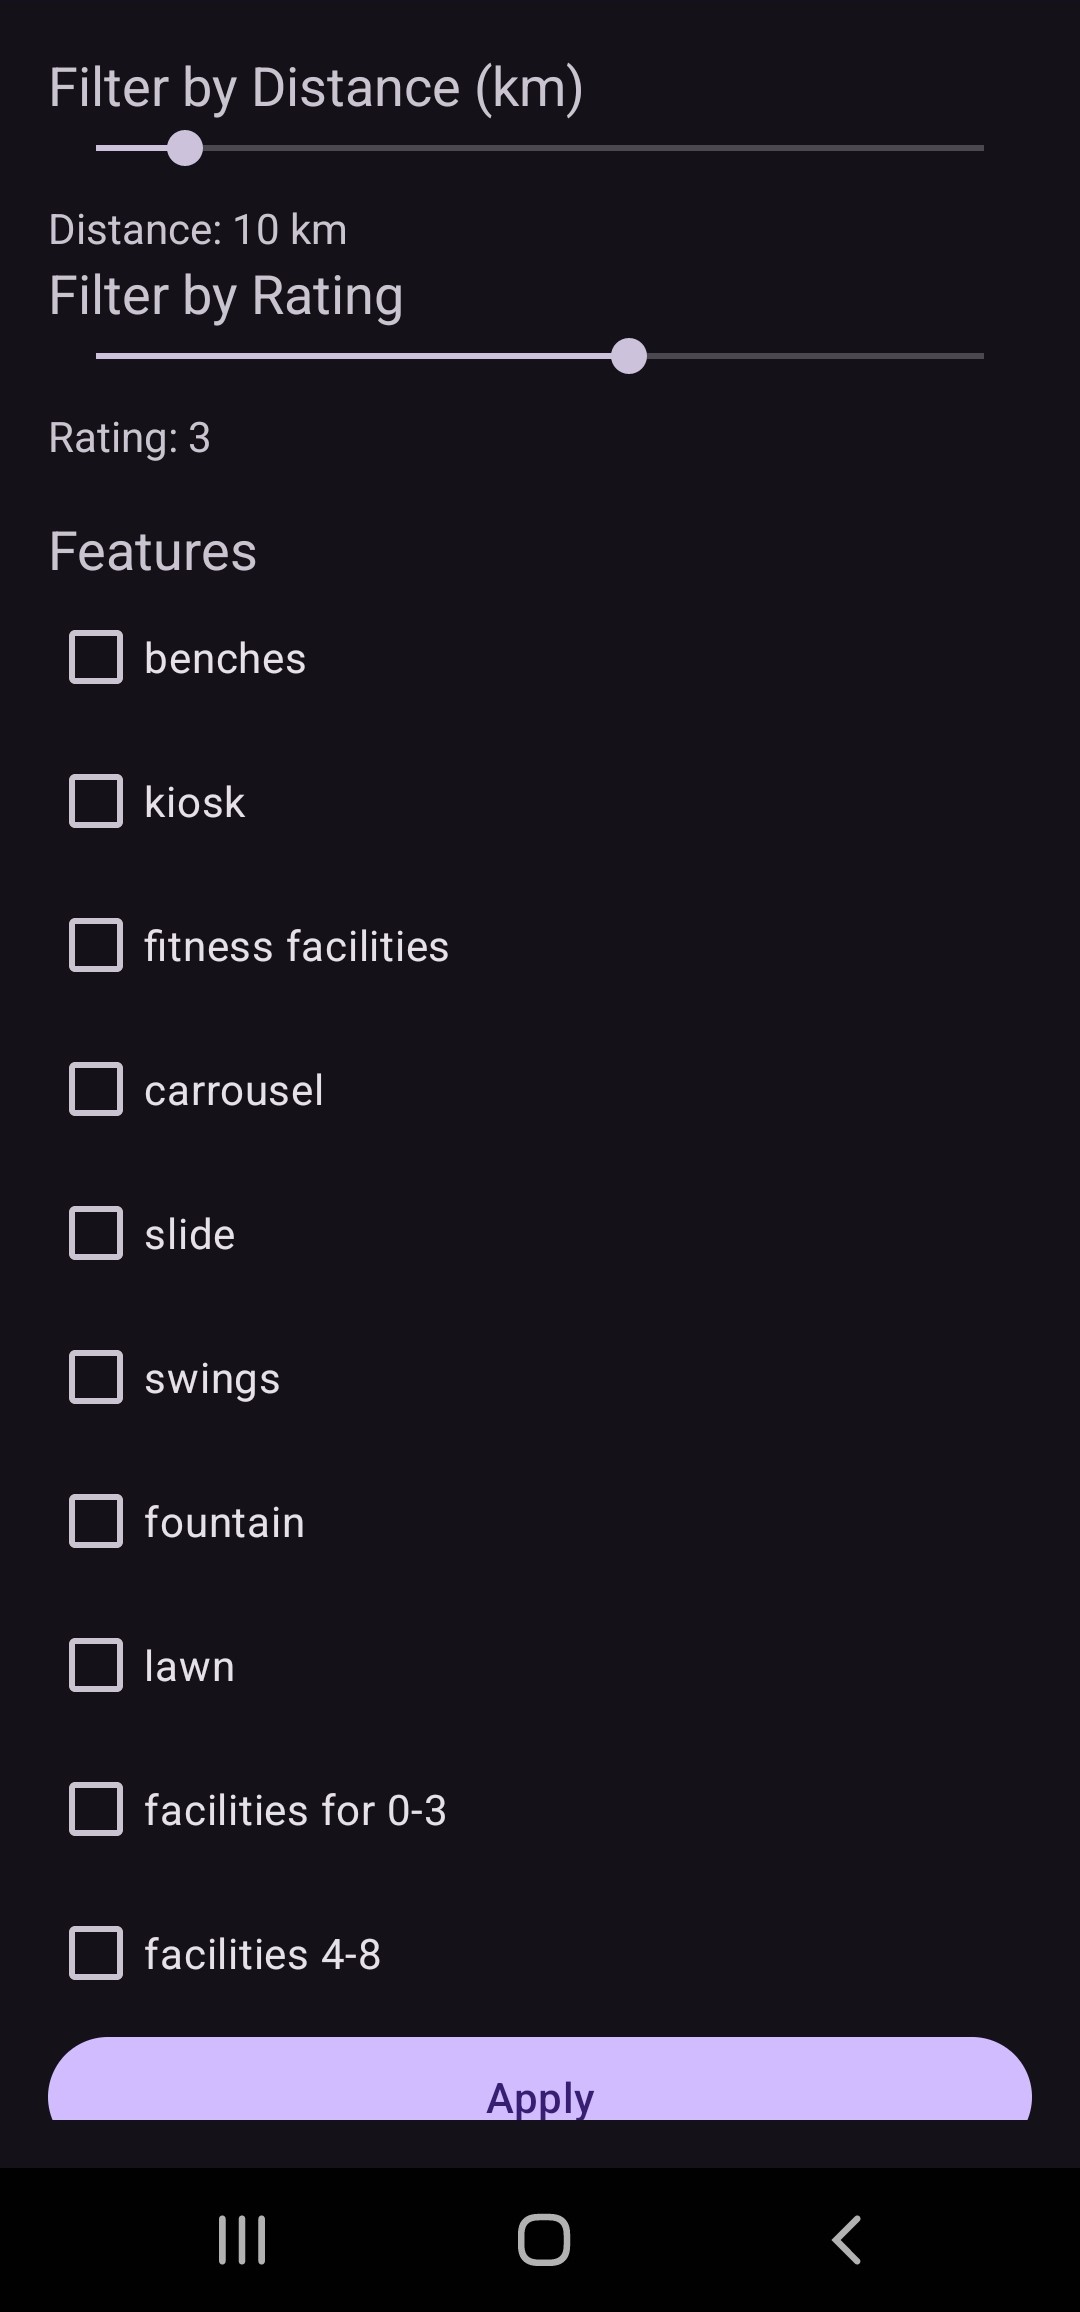 Filter by Distance (km)
Distance: 10 km
Filter by Rating
Rating: 3
Features
benches
kiosk
fitness facilities
carrousel
slide
swings
fountain
lawn
facilities for 0-3
facilities 4-8
Apply